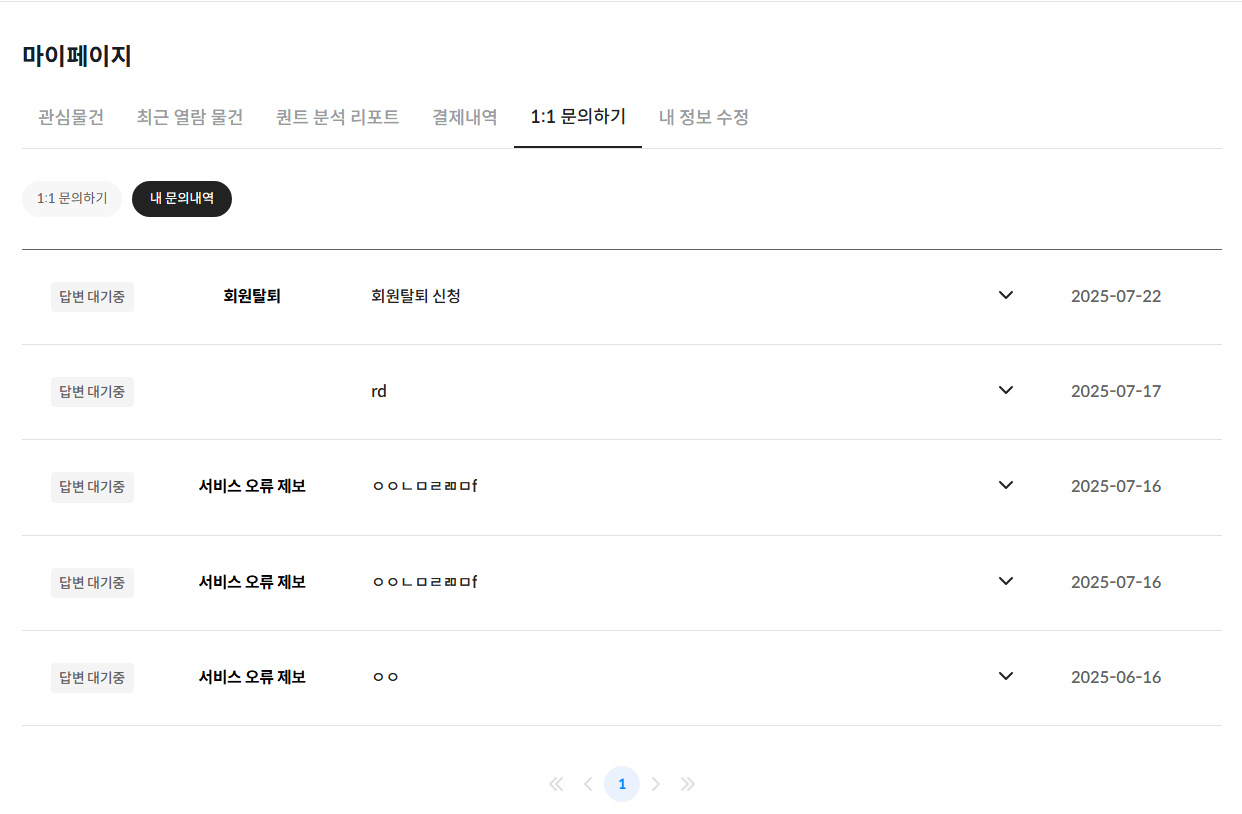 마이페이지
관심물건 최근 열람 물건 퀀트 분석 리포트 결제내역 1:1 문의하기 내 정보 수정
1:1 문의하기 내 문의내역
답변 대기중 회원탈퇴 회원탈퇴 신청 2025-07-22
답변 대기중 rd 2025-07-17
답변 대기중 서비스 오류 제보 ㅇㅇㄴㅁㄹㄻㅁf 2025-07-16
답변 대기중 서비스 오류 제보 ㅇㅇㄴㅁㄹㄻㅁf 2025-07-16
답변 대기중 서비스 오류 제보 ㅇㅇ 2025-06-16
1